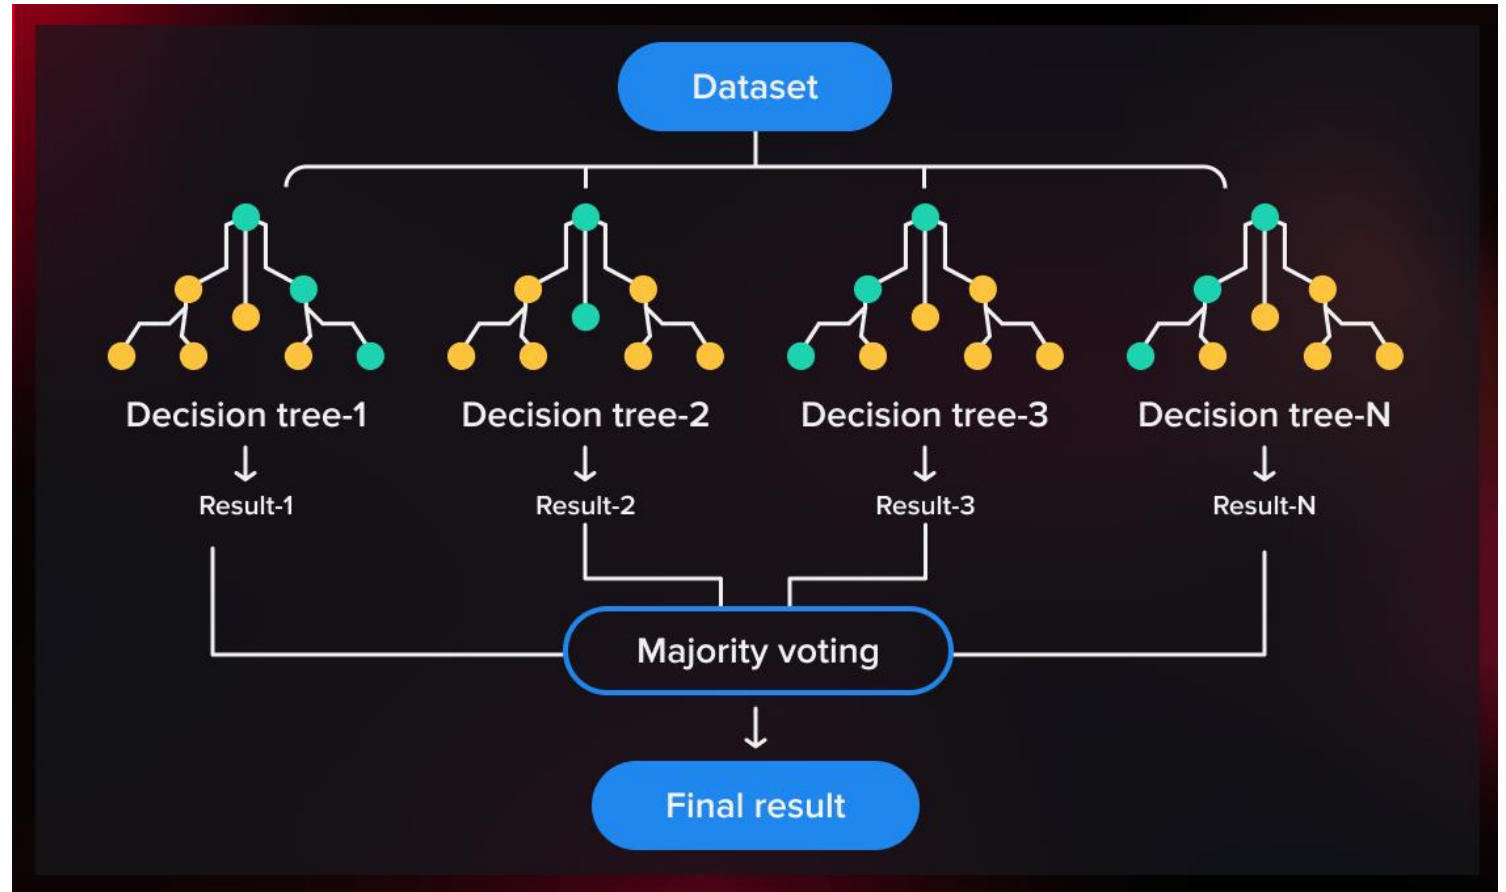 Dataset
Decision tree-1
Decision tree-2
Decision tree-3
Decision tree-N
Result-1
Result-2
Result-3
Result-N
Majority voting
Final result